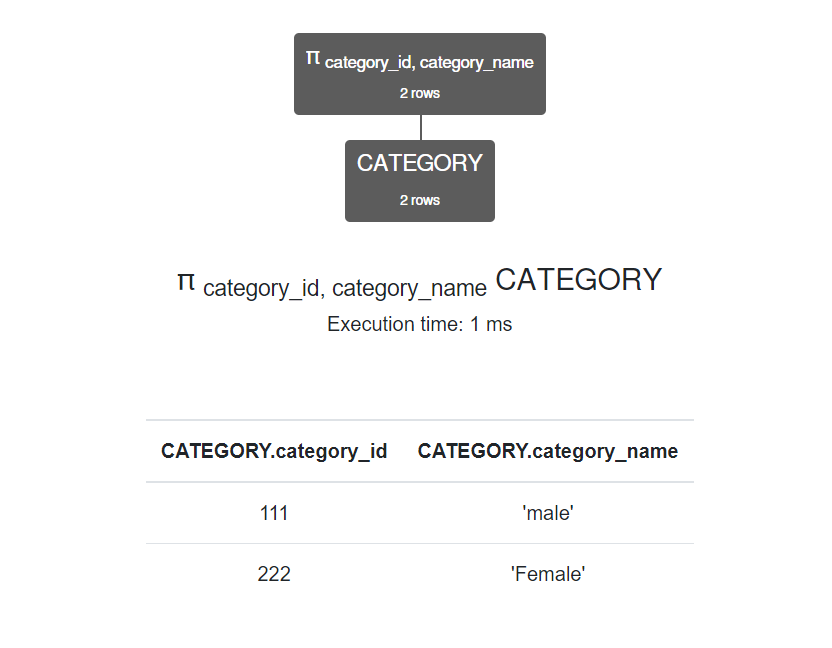 π category_id, category_name
2 rows
CATEGORY
2 rows
π category_id, category_name CATEGORY
Execution time: 1 ms
CATEGORY.category_id CATEGORY.category_name
111 'male'
222 'Female'